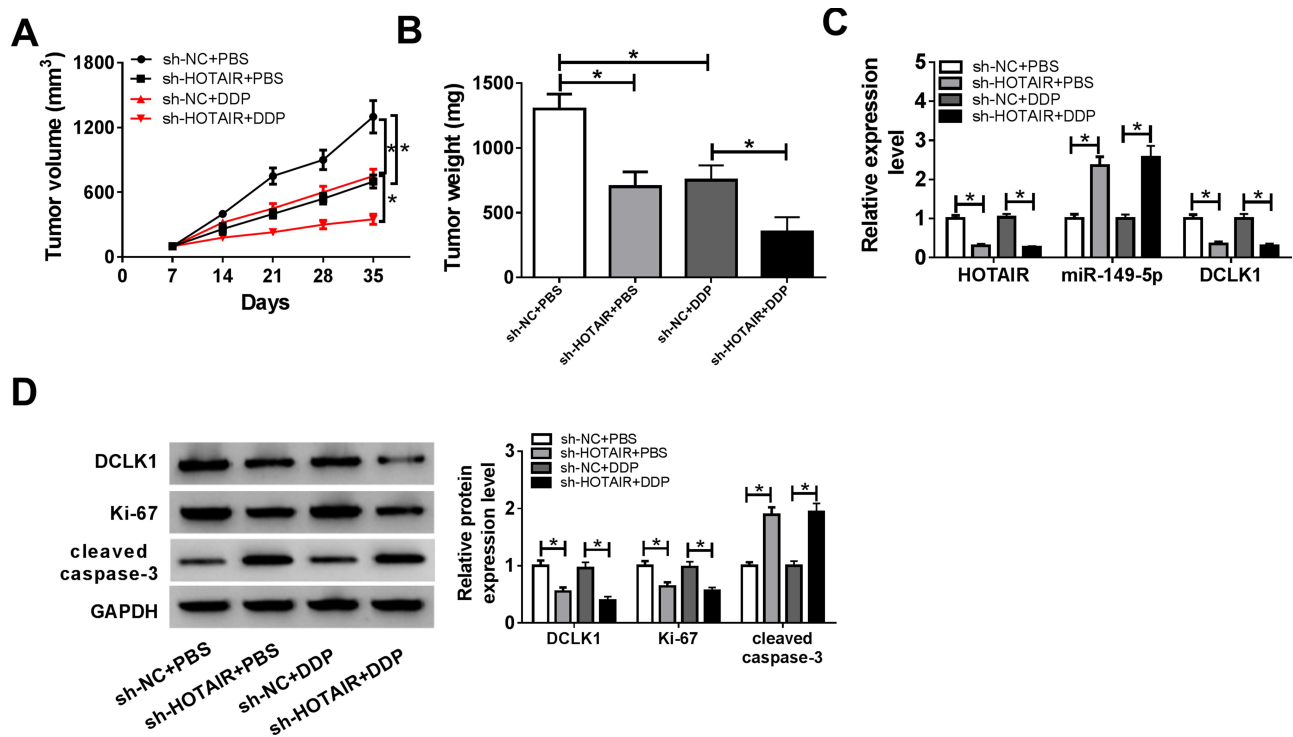 A
sh-NC+PBS
sh-HOTAIR+PBS
sh-NC+DDP
sh-HOTAIR+DDP
Tumor volume (mm3)
1800
1200
600
0
0
7
14
21
28
35
Days
*
*
*
B
Tumor weight (mg)
1500
1000
500
0
*
*
*
sh-NC+PBS
sh-HOTAIR+PBS
sh-NC+DDP
sh-HOTAIR+DDP
C
sh-NC+PBS
sh-HOTAIR+PBS
sh-NC+DDP
sh-HOTAIR+DDP
Relative expression
level
5
4
3
2
1
0
*
*
*
*
*
*
HOTAIR
miR-149-5p
DCLK1
D
DCLK1
Ki-67
cleaved
caspase-3
GAPDH
sh-NC+PBS
sh-HOTAIR+PBS
sh-NC+DDP
sh-HOTAIR+DDP
sh-NC+PBS
sh-HOTAIR+PBS
sh-NC+DDP
sh-HOTAIR+DDP
Relative protein
expression level
3
2
1
0
*
*
*
*
*
*
DCLK1
Ki-67
cleaved
caspase-3